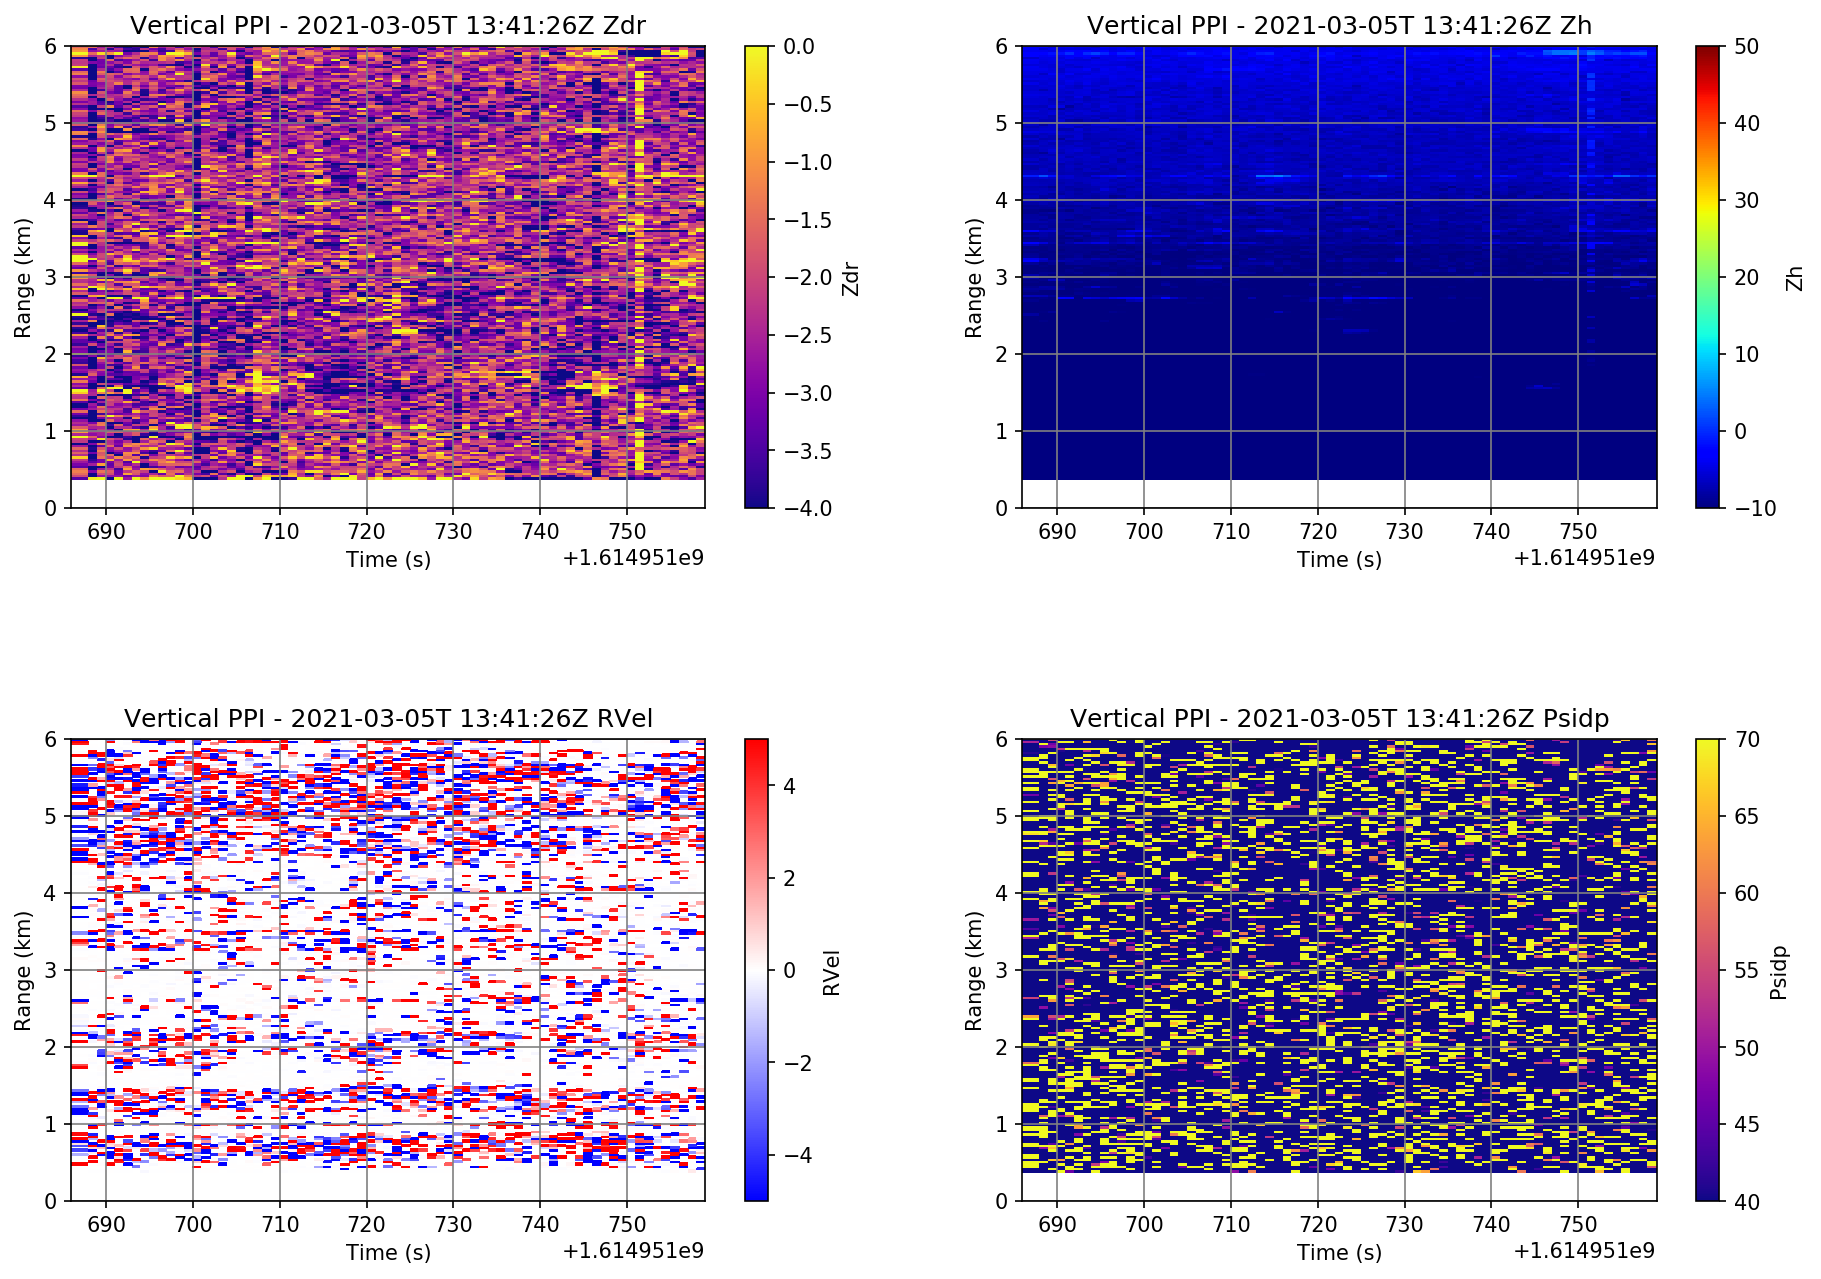 Vertical PPI - 2021-03-05T 13:41:26Z Zdr
6
5
4
3
2
1
0
Range (km)
690 700 710 720 730 740 750
Time (s)
+1.614951e9
0.0
−0.5
−1.0
−1.5
−2.0
−2.5
−3.0
−3.5
−4.0
Zdr
Vertical PPI - 2021-03-05T 13:41:26Z Zh
6
5
4
3
2
1
0
Range (km)
690 700 710 720 730 740 750
Time (s)
+1.614951e9
50
40
30
20
10
0
−10
Zh
Vertical PPI - 2021-03-05T 13:41:26Z RVel
6
5
4
3
2
1
0
Range (km)
690 700 710 720 730 740 750
Time (s)
+1.614951e9
4
2
0
−2
−4
RVel
Vertical PPI - 2021-03-05T 13:41:26Z Psidp
6
5
4
3
2
1
0
Range (km)
690 700 710 720 730 740 750
Time (s)
+1.614951e9
70
65
60
55
50
45
40
Psidp